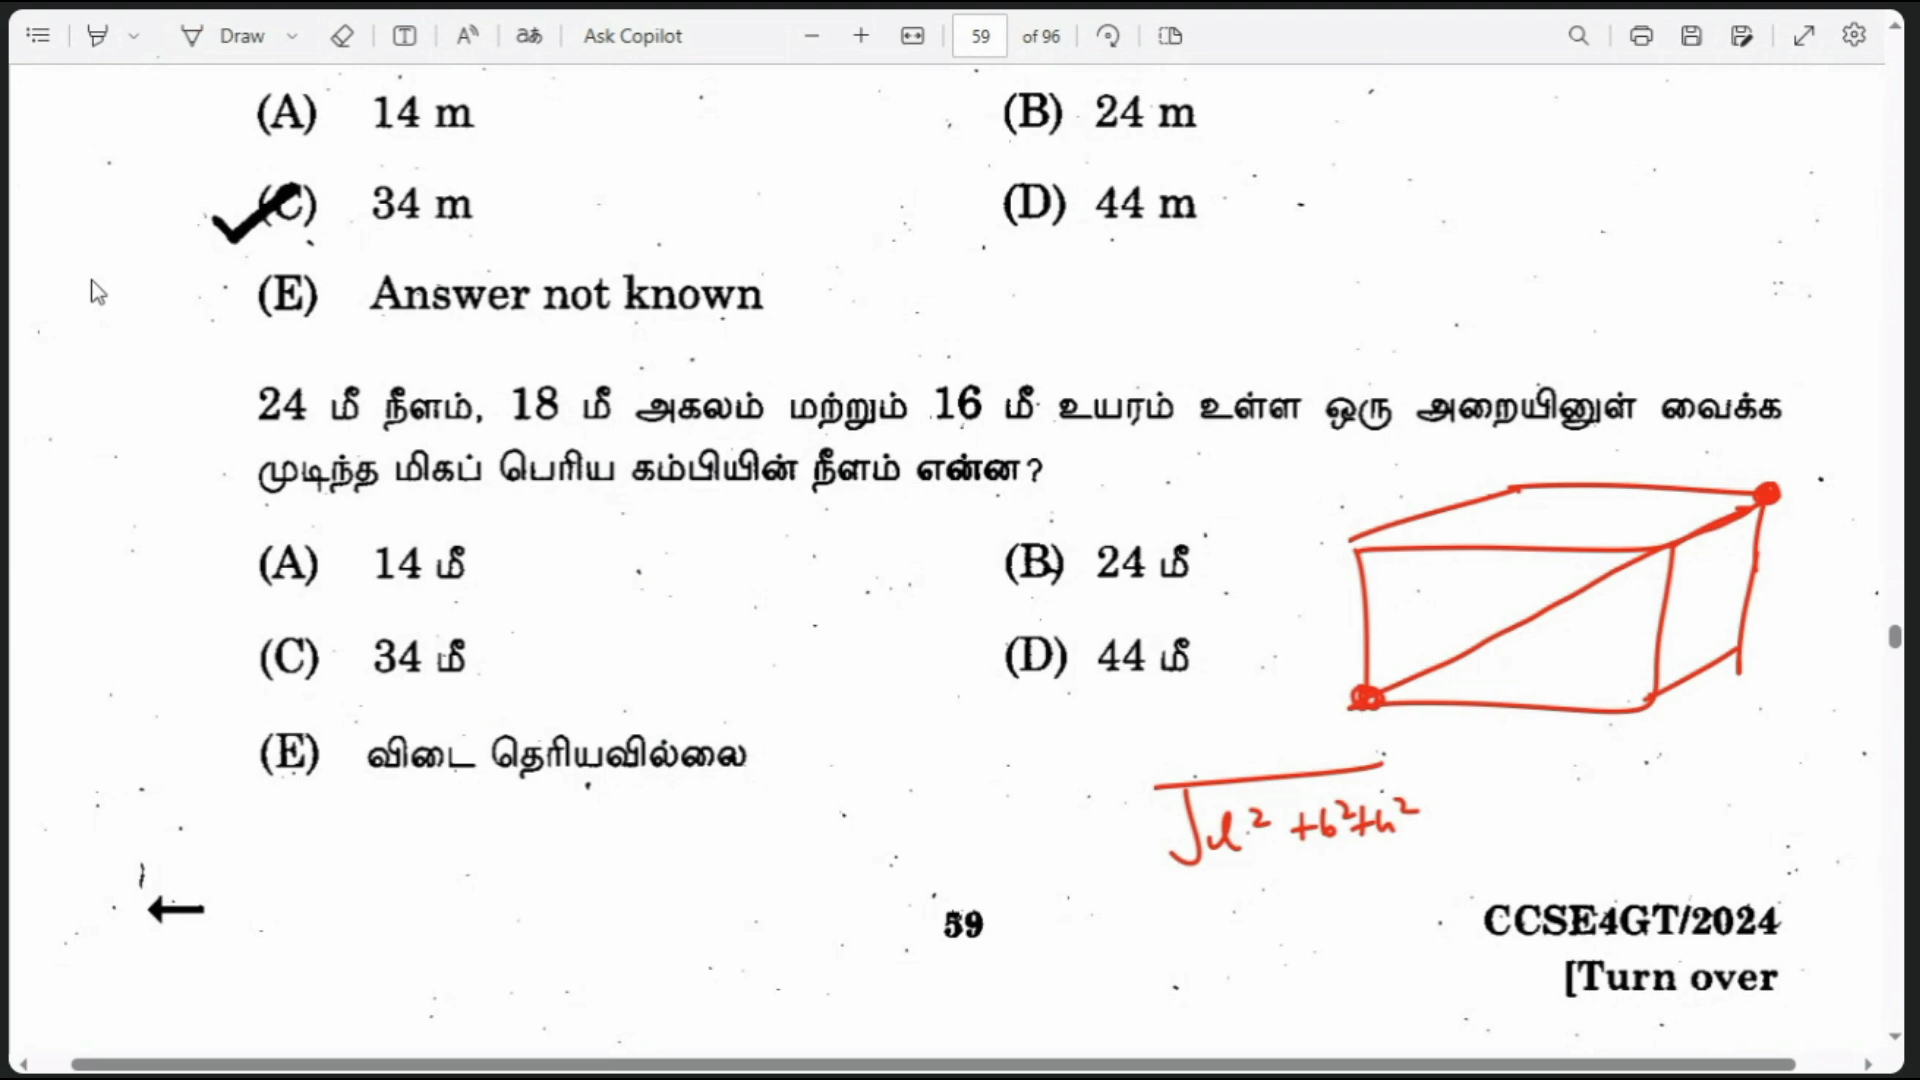 Draw
Ask Copilot
59 of 96
(A) 14 m (B) 24 m
(C) 34 m (D) 44 m
(E) Answer not known
24 மீ நீளம், 18 மீ அகலம் மற்றும் 16 மீ உயரம் உள்ள ஒரு அறையினுள் வைக்க
முடிந்த மிகப் பெரிய கம்பியின் நீளம் என்ன?
(A) 14 மீ (B) 24 மீ
(C) 34 மீ (D) 44 மீ
(E) விடை தெரியவில்லை
√l² + b² + h²
59
CCSE4GT/2024
[Turn over